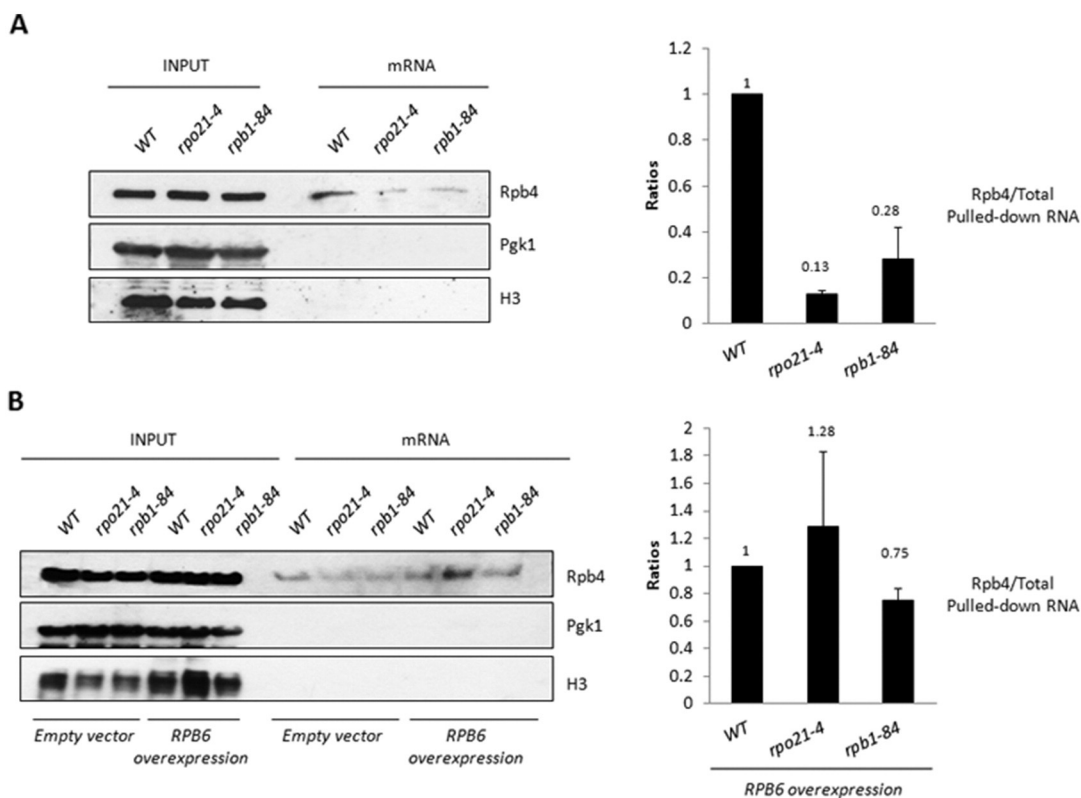 A
INPUT
mRNA
WT
rpo21-4
rpb1-84
WT
rpo21-4
rpb1-84
Rpb4
Pgk1
H3
1.2
1
0.8
0.6
0.4
0.2
0
Ratios
1
0.13
0.28
WT
rpo21-4
rpb1-84
Rpb4/Total
Pulled-down RNA
B
INPUT
mRNA
WT
rpo21-4
rpb1-84
WT
rpo21-4
rpb1-84
WT
rpo21-4
rpb1-84
WT
rpo21-4
rpb1-84
Rpb4
Pgk1
H3
Empty vector
RPB6
overexpression
Empty vector
RPB6
overexpression
2
1.8
1.6
1.4
1.2
1
0.8
0.6
0.4
0.2
0
Ratios
1
1.28
0.75
WT
rpo21-4
rpb1-84
RPB6 overexpression
Rpb4/Total
Pulled-down RNA